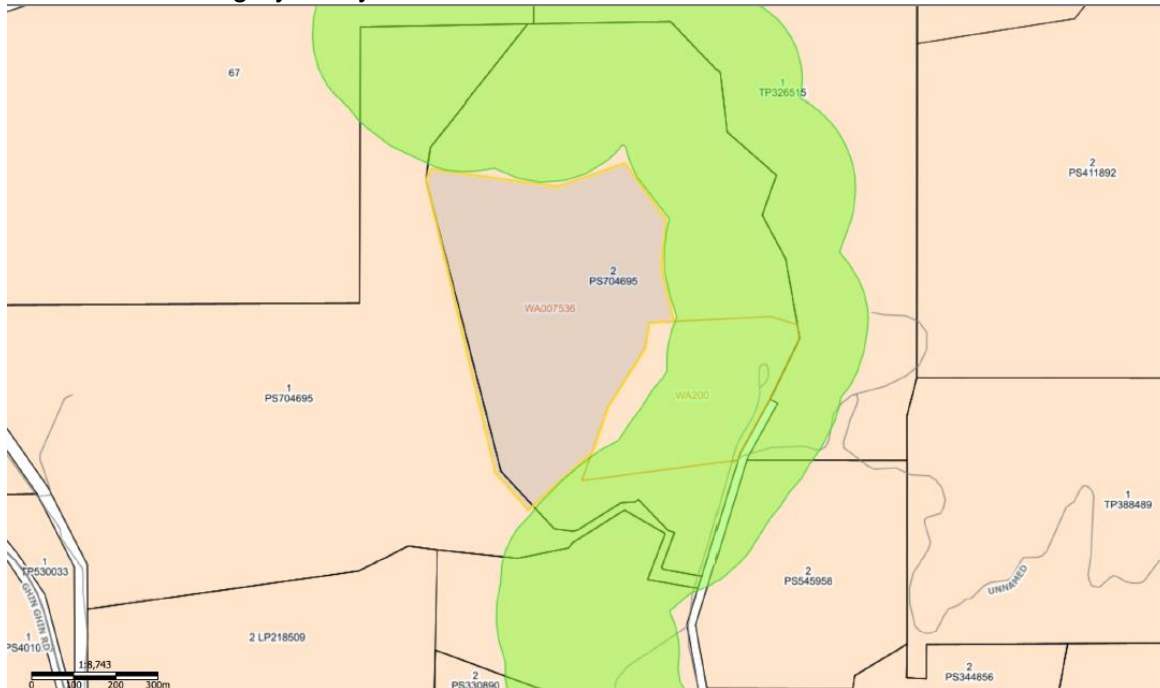 67
1
TP326515
2
PS411892
2
PS704695
WA007536
1
PS704695
WA200
1
TP388489
1
TP530033
2
PS545958
UNNAMED
GHIN GHIN RD
1
PS4010
2 LP218509
1:8,743
0 100 200 300m
2
PS330890
2
PS344856